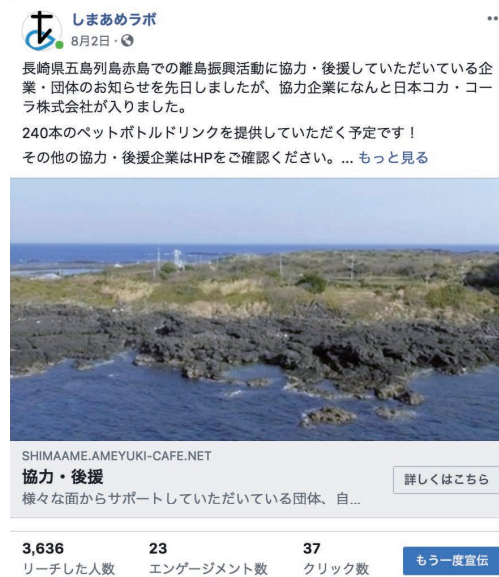 しまあめラボ
8月2日
長崎県五島列島赤島での離島振興活動に協力・後援していただいている企
業・団体のお知らせを先日しましたが、協力企業になんと日本コカ・コー
ラ株式会社が入りました。
240本のペットボトルドリンクを提供していただく予定です！
その他の協力・後援企業はHPをご確認ください。... もっと見る
SHIMAAME.AMEYUKI-CAFE.NET
協力・後援
詳しくはこちら
様々な面からサポートしていただいている団体、自...
3,636
23
37
リーチした人数
エンゲージメント数
クリック数
もう一度宣伝